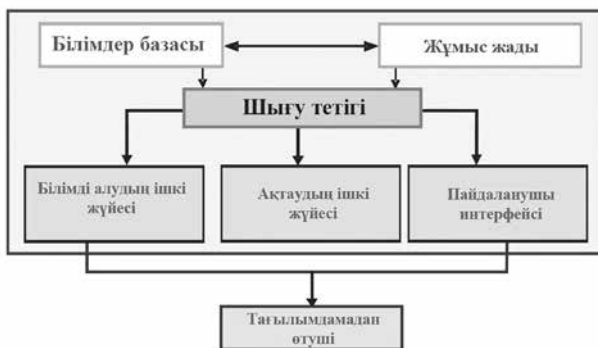 Білімдер базасы
Жұмыс жады
Шығу тетігі
Білімді алудың ішкі
жүйесі
Ақтаудың ішкі
жүйесі
Пайдаланушы
интерфейсі
Тағылымдамадан
өтуші